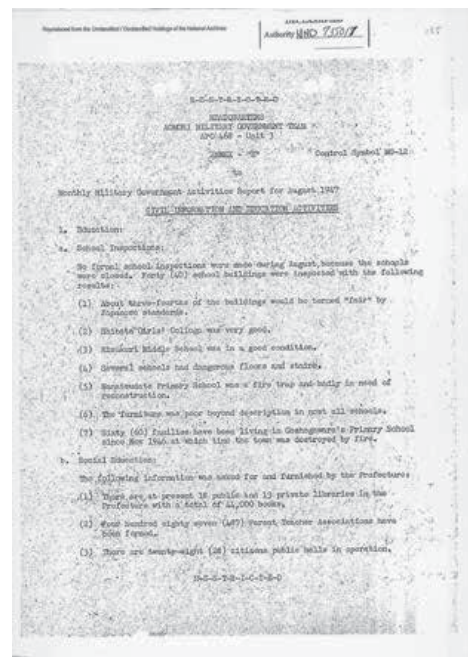 Reproduced from the Unclassified / Declassified Holdings of the National Archives
Authority NND 775017
R-E-S-T-R-I-C-T-E-D
HEADQUARTERS
AOMORI MILITARY GOVERNMENT TEAM
APO 468 - Unit 3
ANNEX - Control Symbol MG-12
to
Monthly Military Government Activities Report for August 1947
CIVIL INFORMATION AND EDUCATION ACTIVITIES
1. Education:
a. School Inspections:
No formal school inspections were made during August, because the schools
were closed. Forty (40) school buildings were inspected with the following
results:
(1) About three-fourths of the buildings would be termed "fair" by
Japanese standards.
(2) Girls' College was very good.
(3) Middle School was in a good condition.
(4) Several schools had dangerous floors and stairs.
(5) Primary School was a fire trap and badly in need of
reconstruction.
(6) The furniture was poor beyond description in most all schools.
(7) Sixty (60) families have been living in Primary School
since Nov 1946 at which time the town was destroyed by fire.
b. Social Education:
The following information was asked for and furnished by the Prefecture:
(1) There are at present 18 public and 13 private libraries in the
Prefecture with a total of 44,000 books.
(2) Four hundred eighty seven (487) Parent Teacher Associations have
been formed.
(3) There are twenty-eight (28) citizens public halls in operation.
R-E-S-T-R-I-C-T-E-D